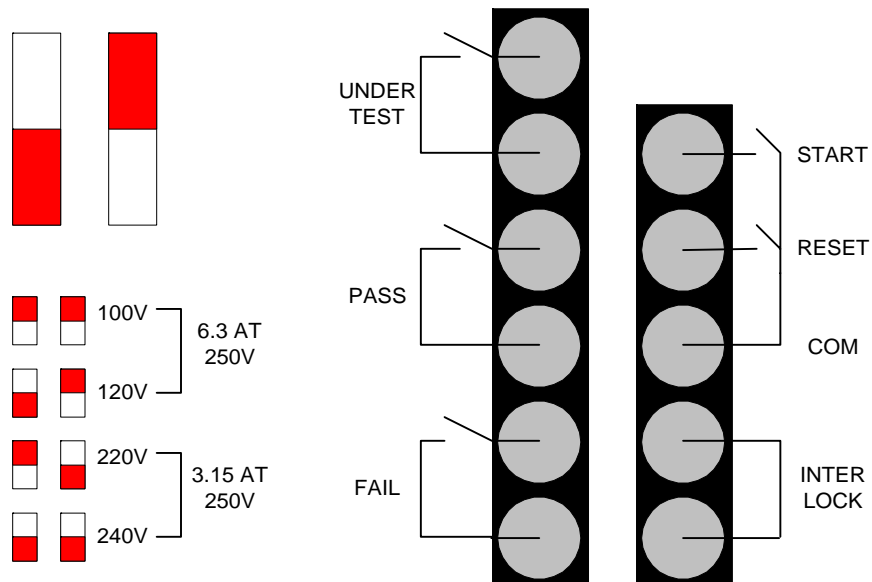 100V
120V
6.3 AT
250V
220V
240V
3.15 AT
250V
UNDER
TEST
PASS
FAIL
START
RESET
COM
INTER
LOCK